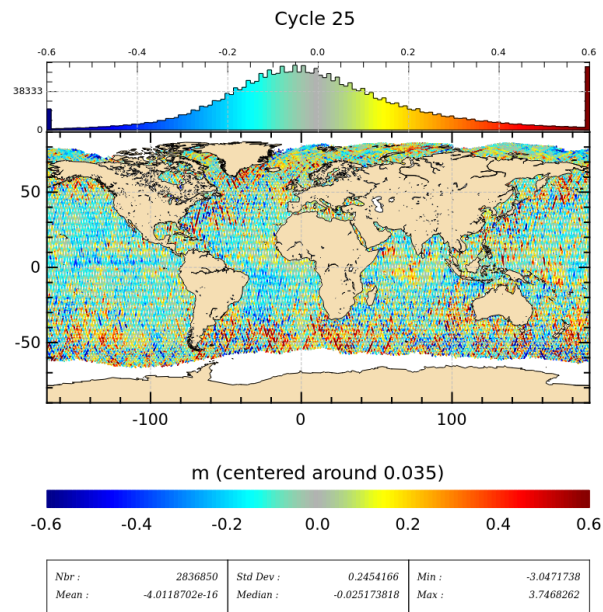 Cycle 25
-0.6 -0.4 -0.2 0.0 0.2 0.4 0.6
38333
0
50
0
-50
-100 0 100
m (centered around 0.035)
-0.6 -0.4 -0.2 0.0 0.2 0.4 0.6
Nbr : 2836850 Std Dev : 0.2454166 Min : -3.0471738
Mean : -4.0118702e-16 Median : -0.025173818 Max : 3.7468262